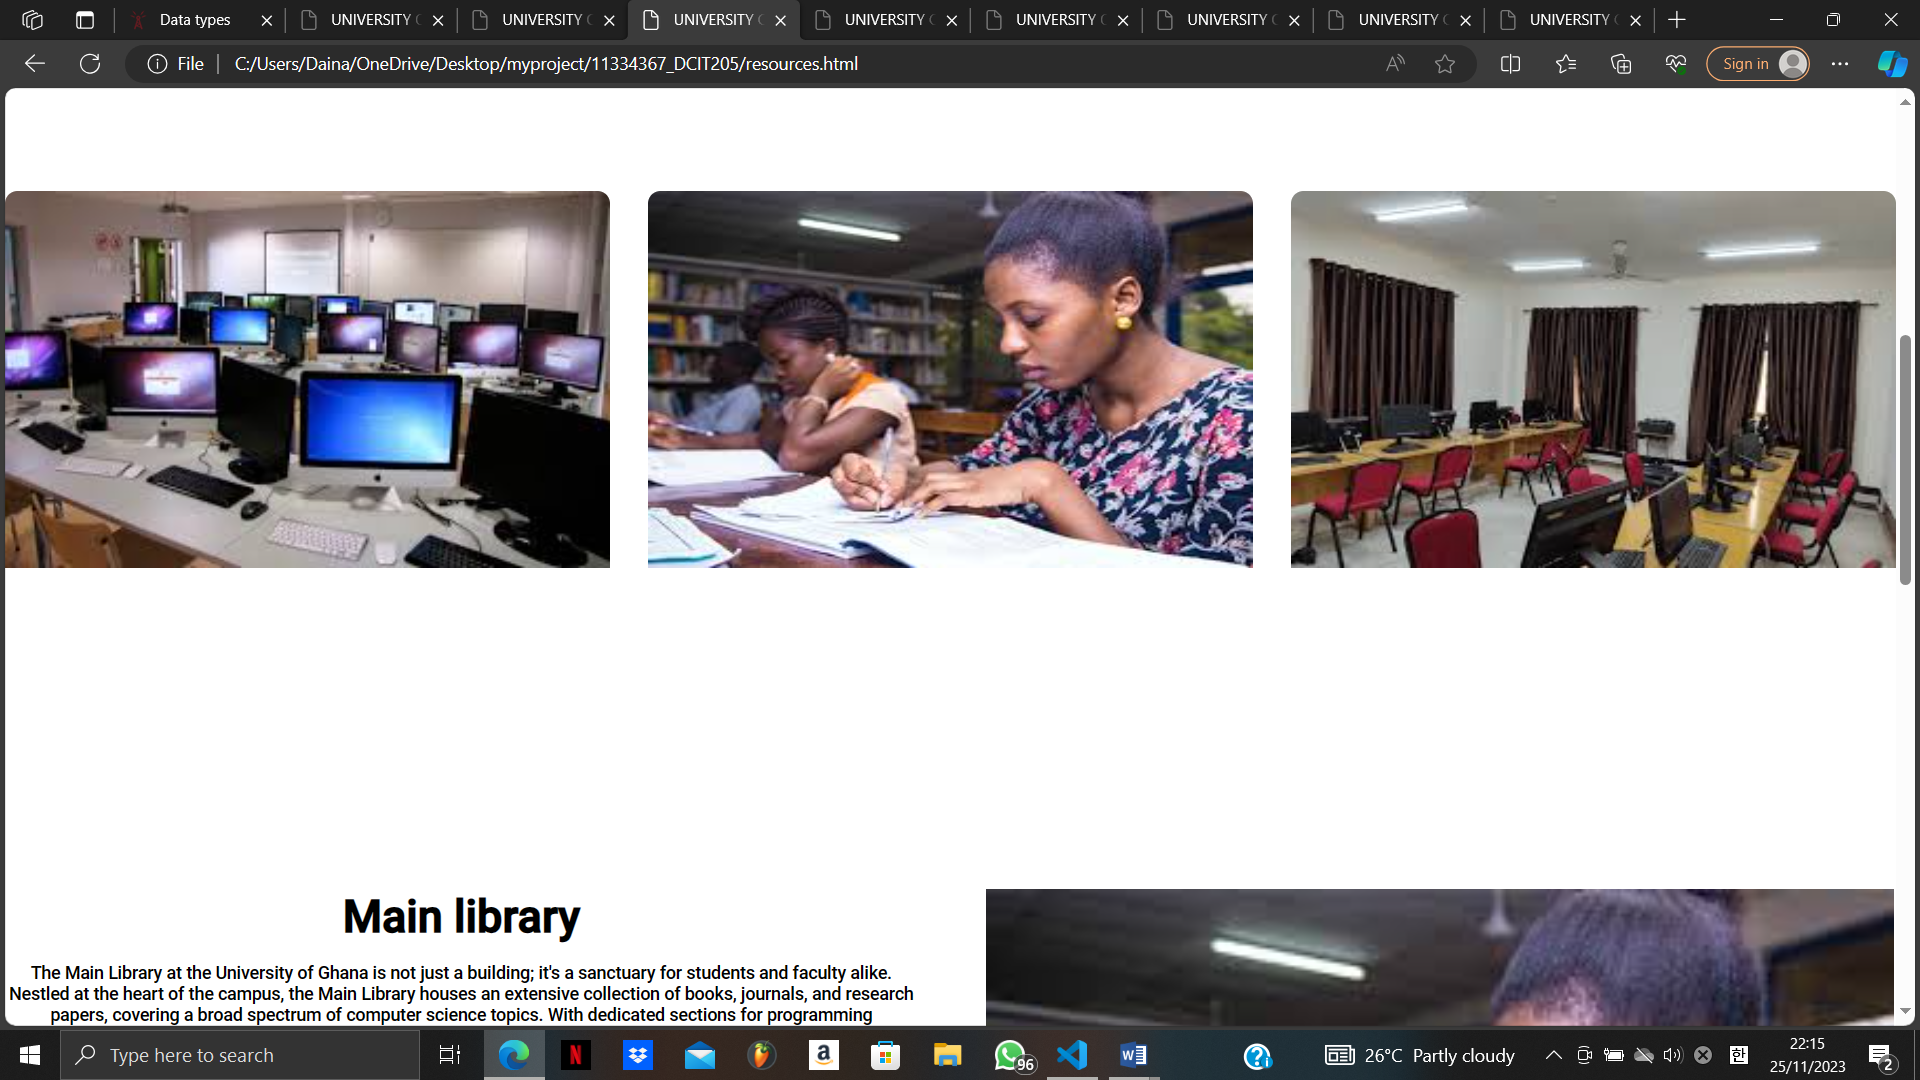 Data types
UNIVERSITY
UNIVERSITY
UNIVERSITY
UNIVERSITY
UNIVERSITY
UNIVERSITY
UNIVERSITY
UNIVERSITY
File
C:/Users/Daina/OneDrive/Desktop/myproject/11334367_DCIT205/resources.html
Sign in
Main library
The Main Library at the University of Ghana is not just a building; it's a sanctuary for students and faculty alike.
Nestled at the heart of the campus, the Main Library houses an extensive collection of books, journals, and research
papers, covering a broad spectrum of computer science topics. With dedicated sections for programming
Type here to search
96
26°C Partly cloudy
한
22:15
25/11/2023
2